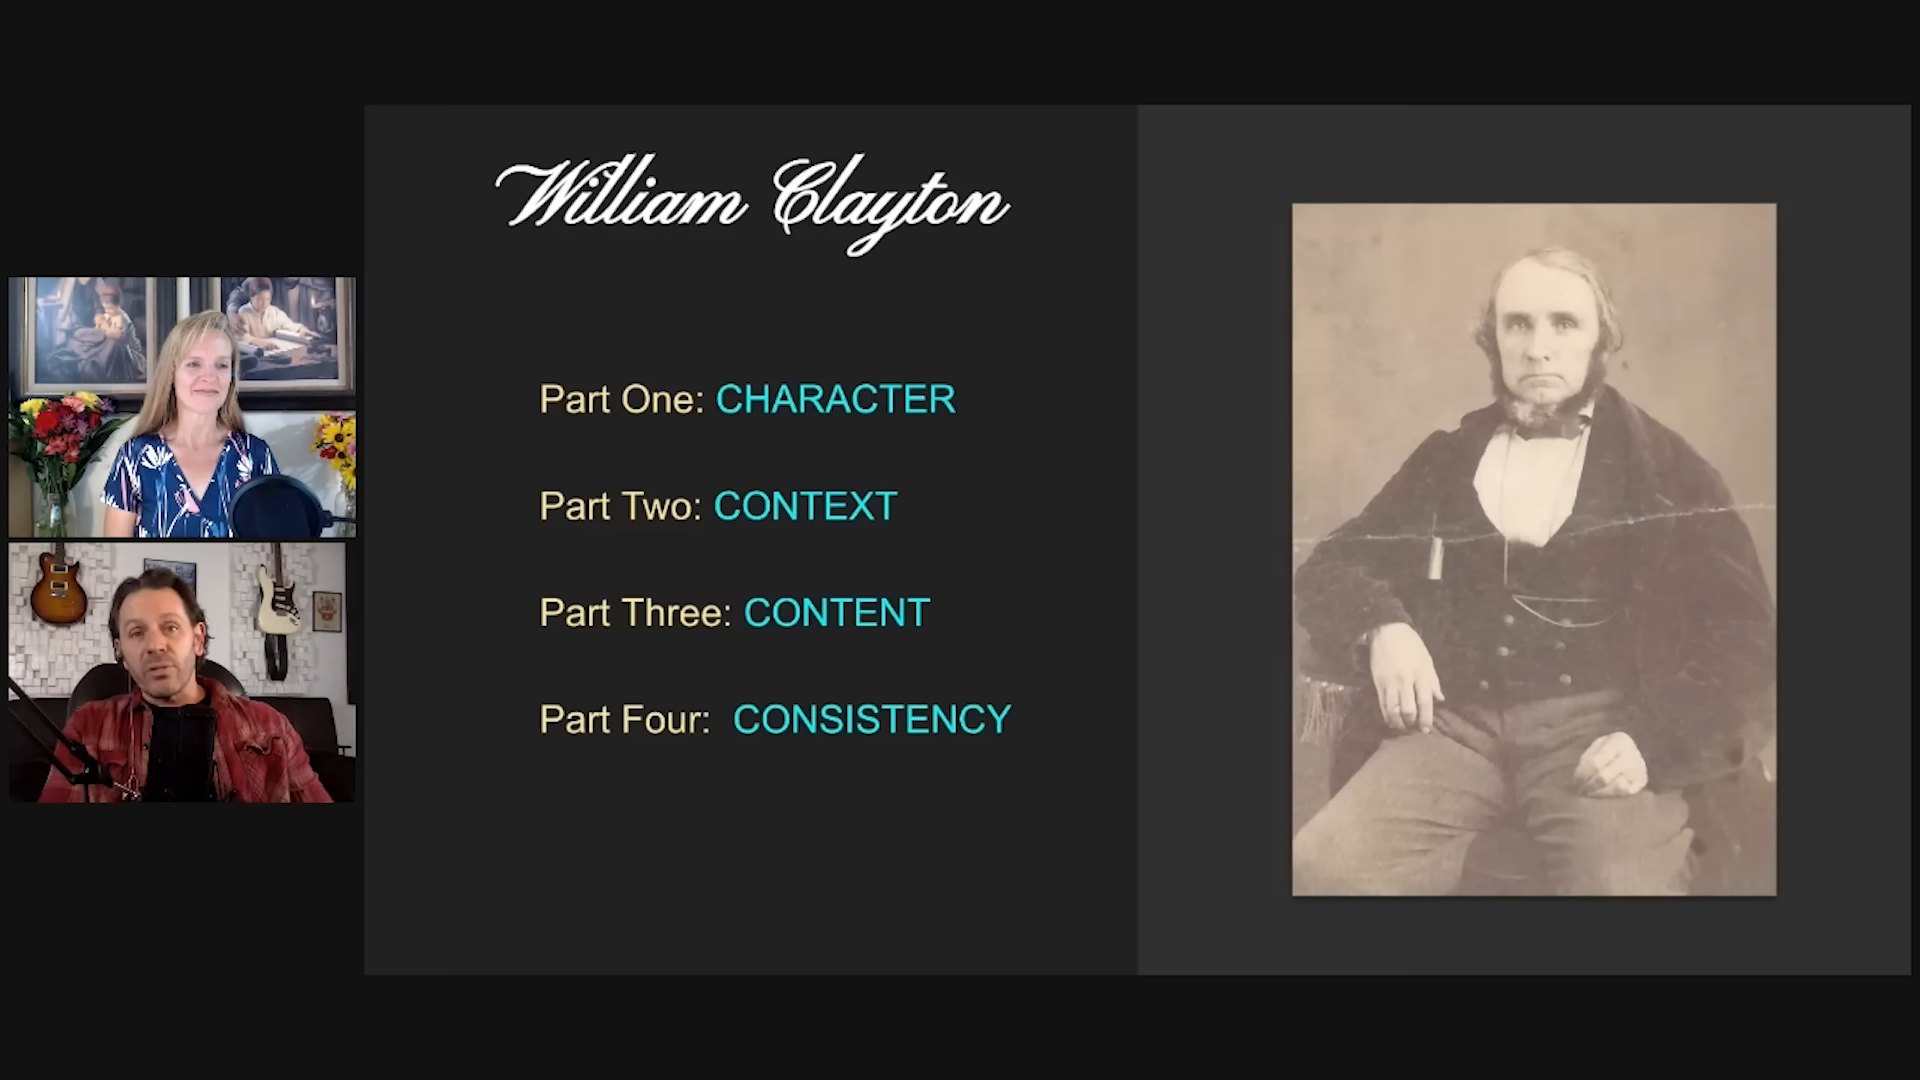 William Clayton
Part One: CHARACTER
Part Two: CONTEXT
Part Three: CONTENT
Part Four: CONSISTENCY